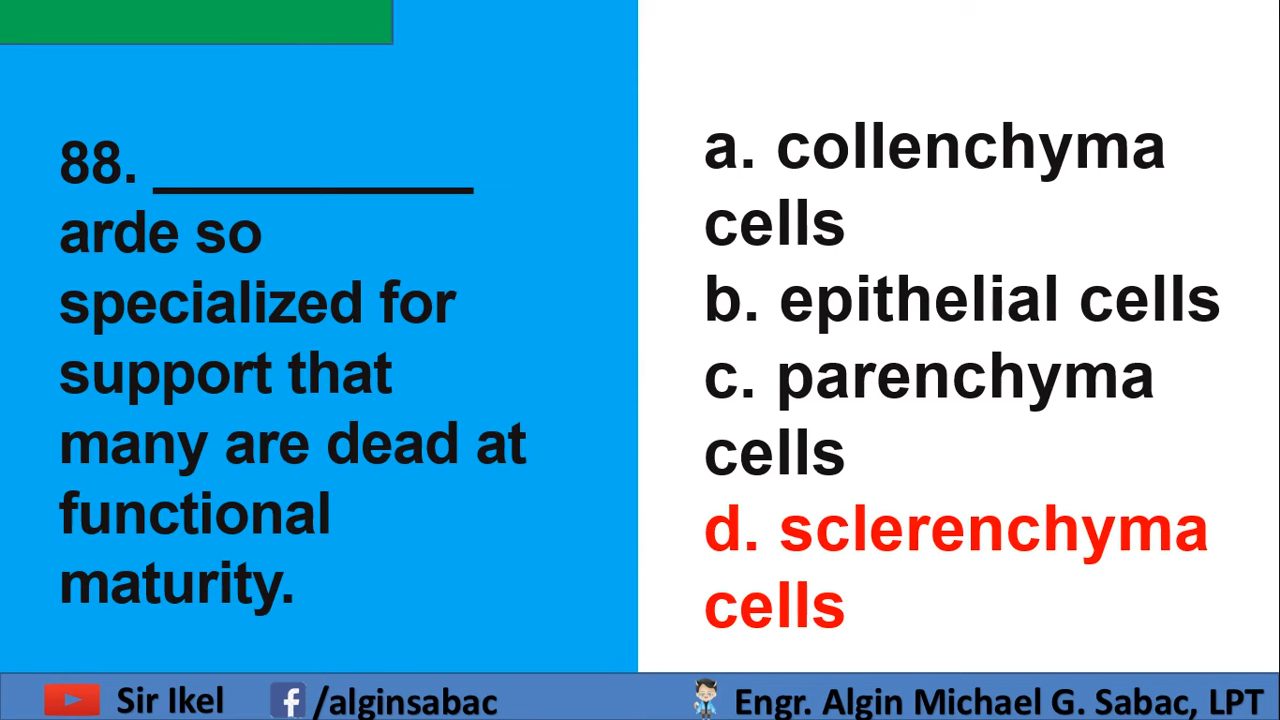 88. __________
arde so
specialized for
support that
many are dead at
functional
maturity.
a. collenchyma
cells
b. epithelial cells
c. parenchyma
cells
d. sclerenchyma
cells
Sir Ikel
/alginsabac
Engr. Algin Michael G. Sabac, LPT